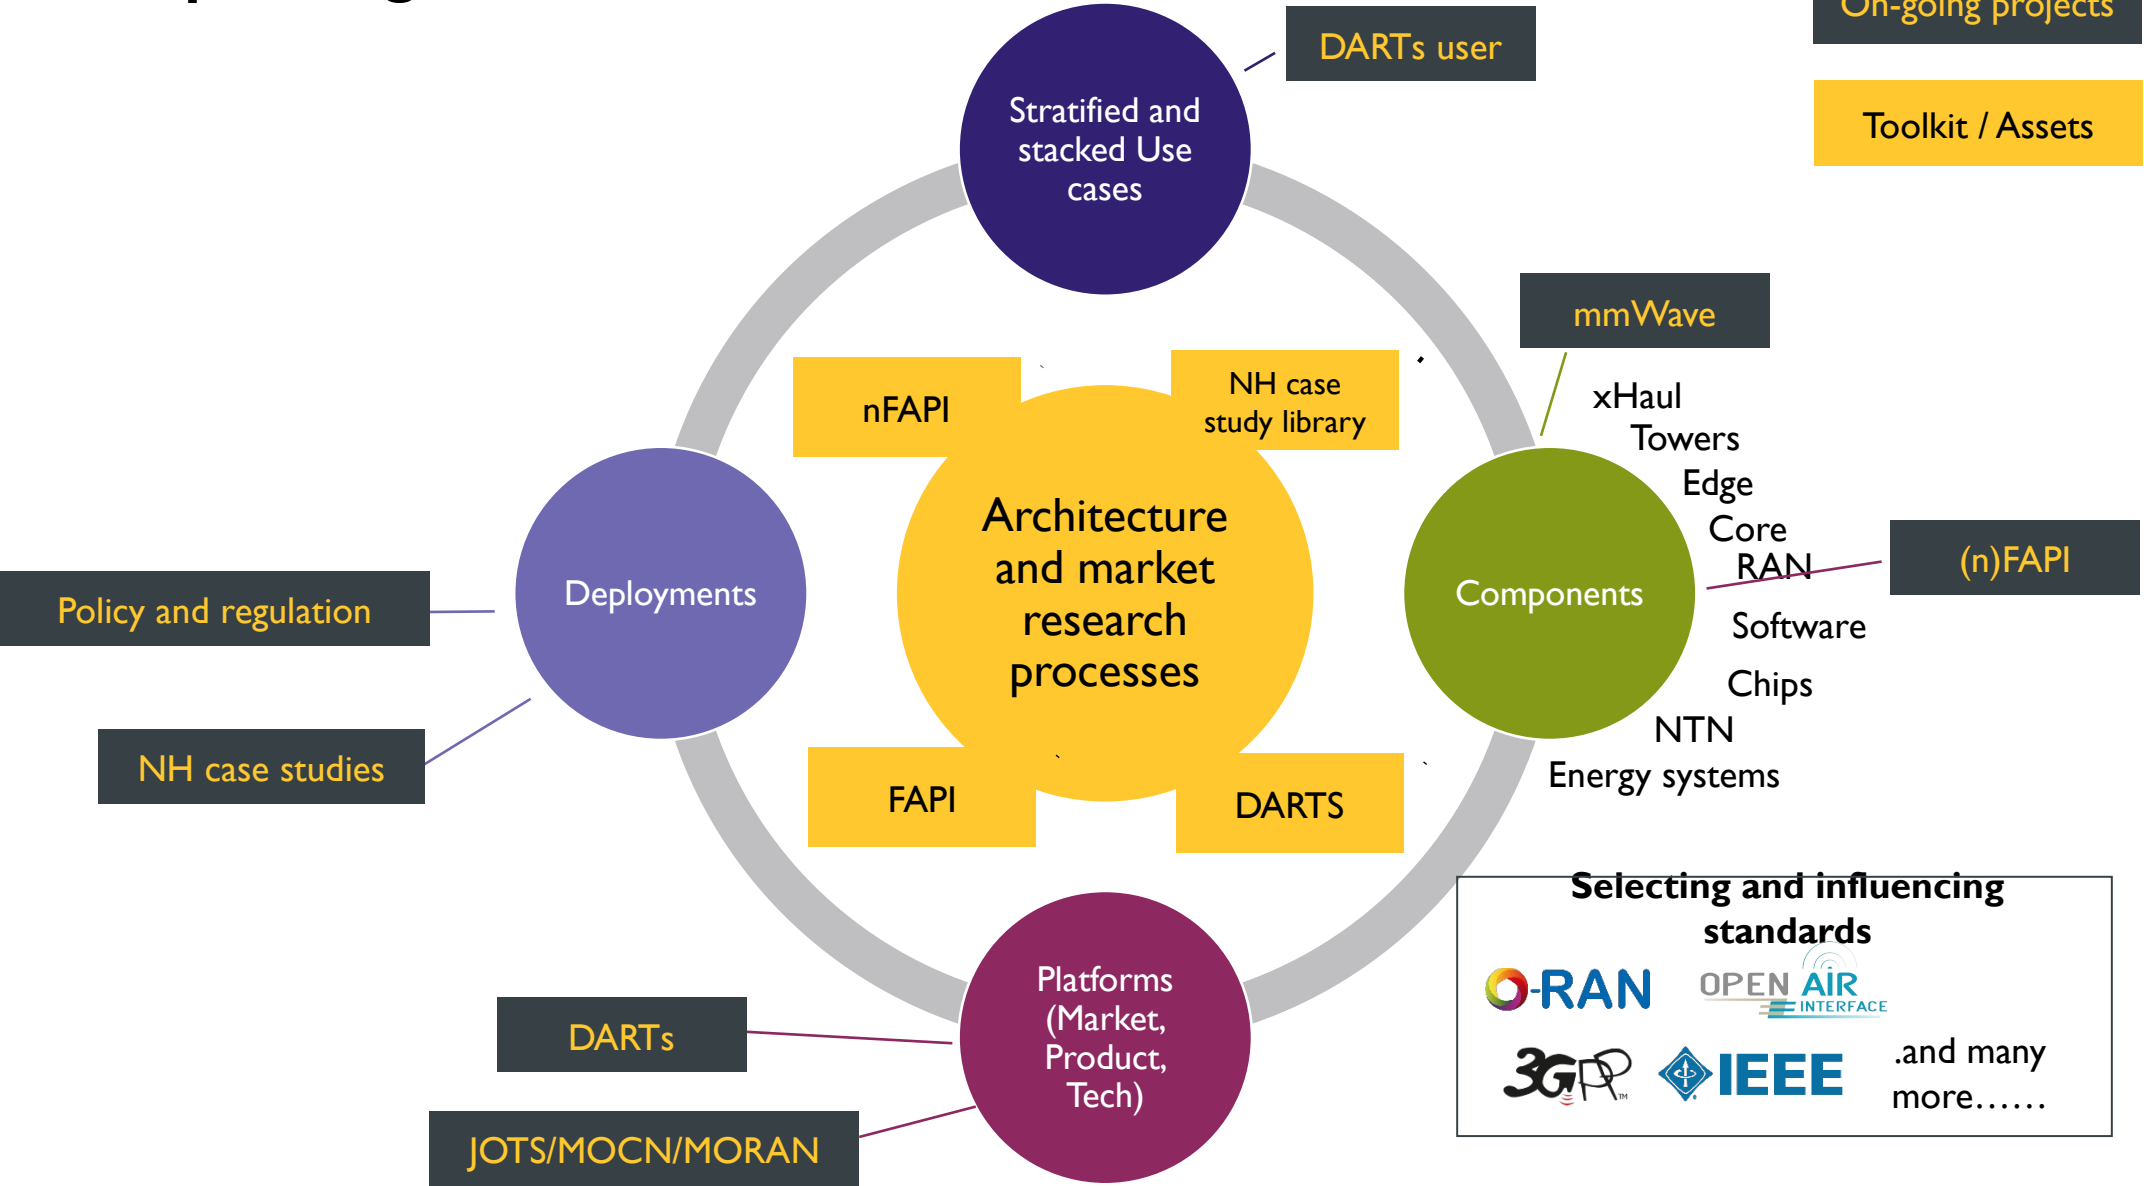 On-going projects
DARTs user
Toolkit / Assets
Stratified and
stacked Use
cases
mmWave
nFAPI
NH case
study library
xHaul
Towers
Edge
Core
RAN
(n)FAPI
Architecture
and market
research
processes
Deployments
Components
Policy and regulation
Software
Chips
NTN
Energy systems
NH case studies
FAPI
DARTS
Selecting and influencing
standards
O-RAN
OPEN AIR
INTERFACE
3GPP™
IEEE
.and many
more......
Platforms
(Market,
Product,
Tech)
DARTs
JOTS/MOCN/MORAN